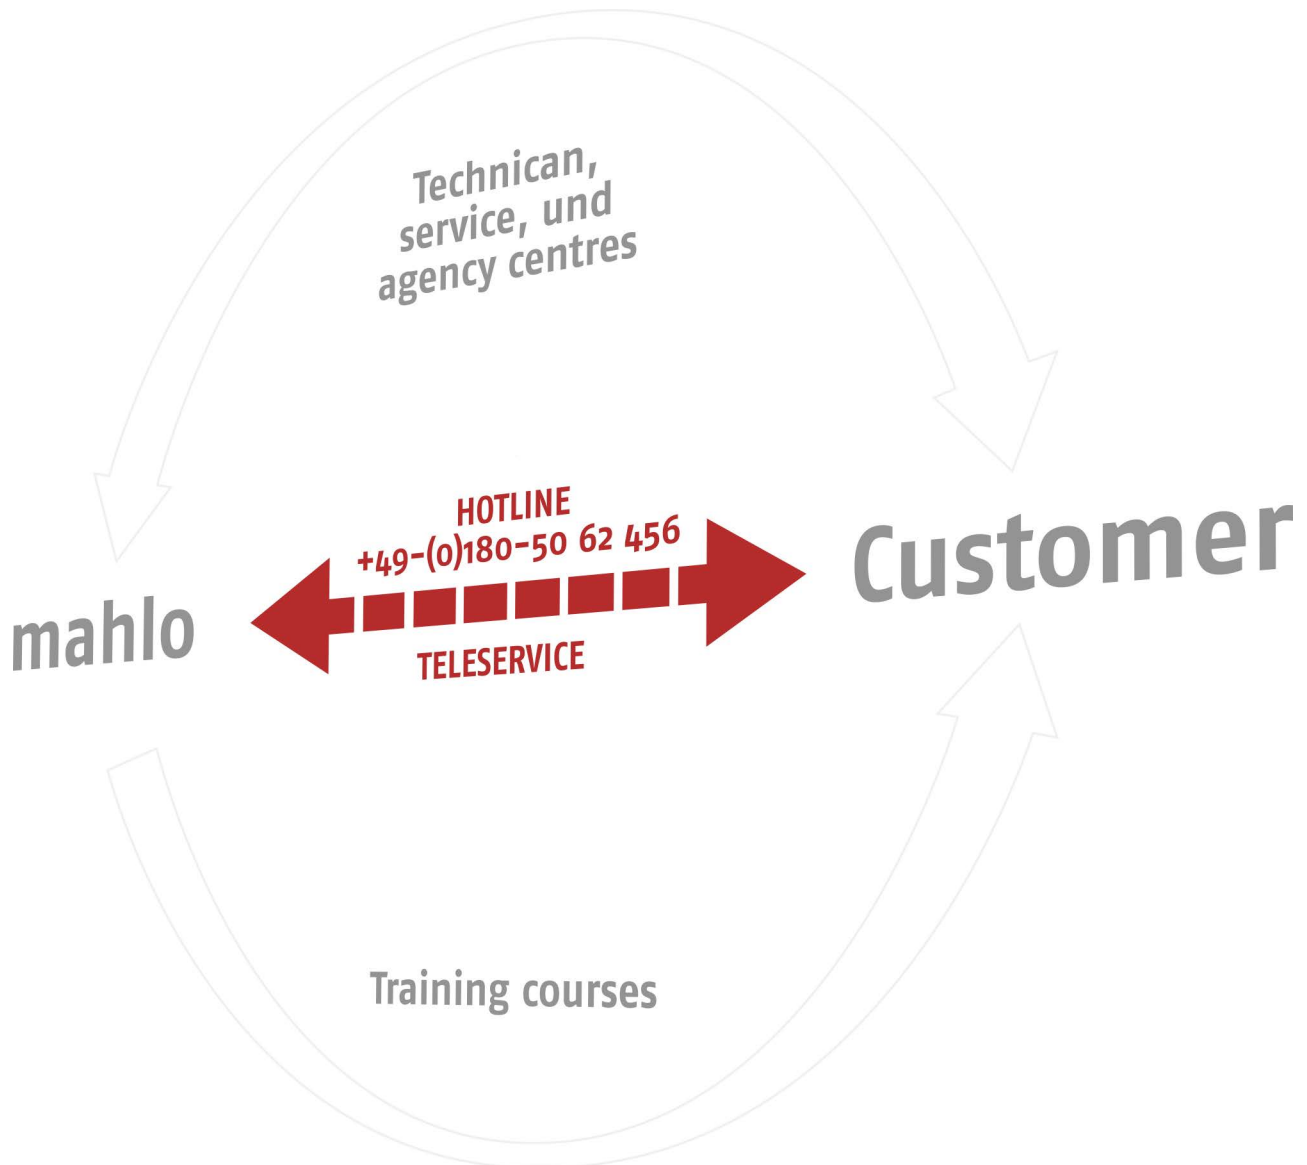 Technican,
service, und
agency centres
HOTLINE
+49-(0)180-50 62 456
Customer
mahlo
TELESERVICE
Training courses